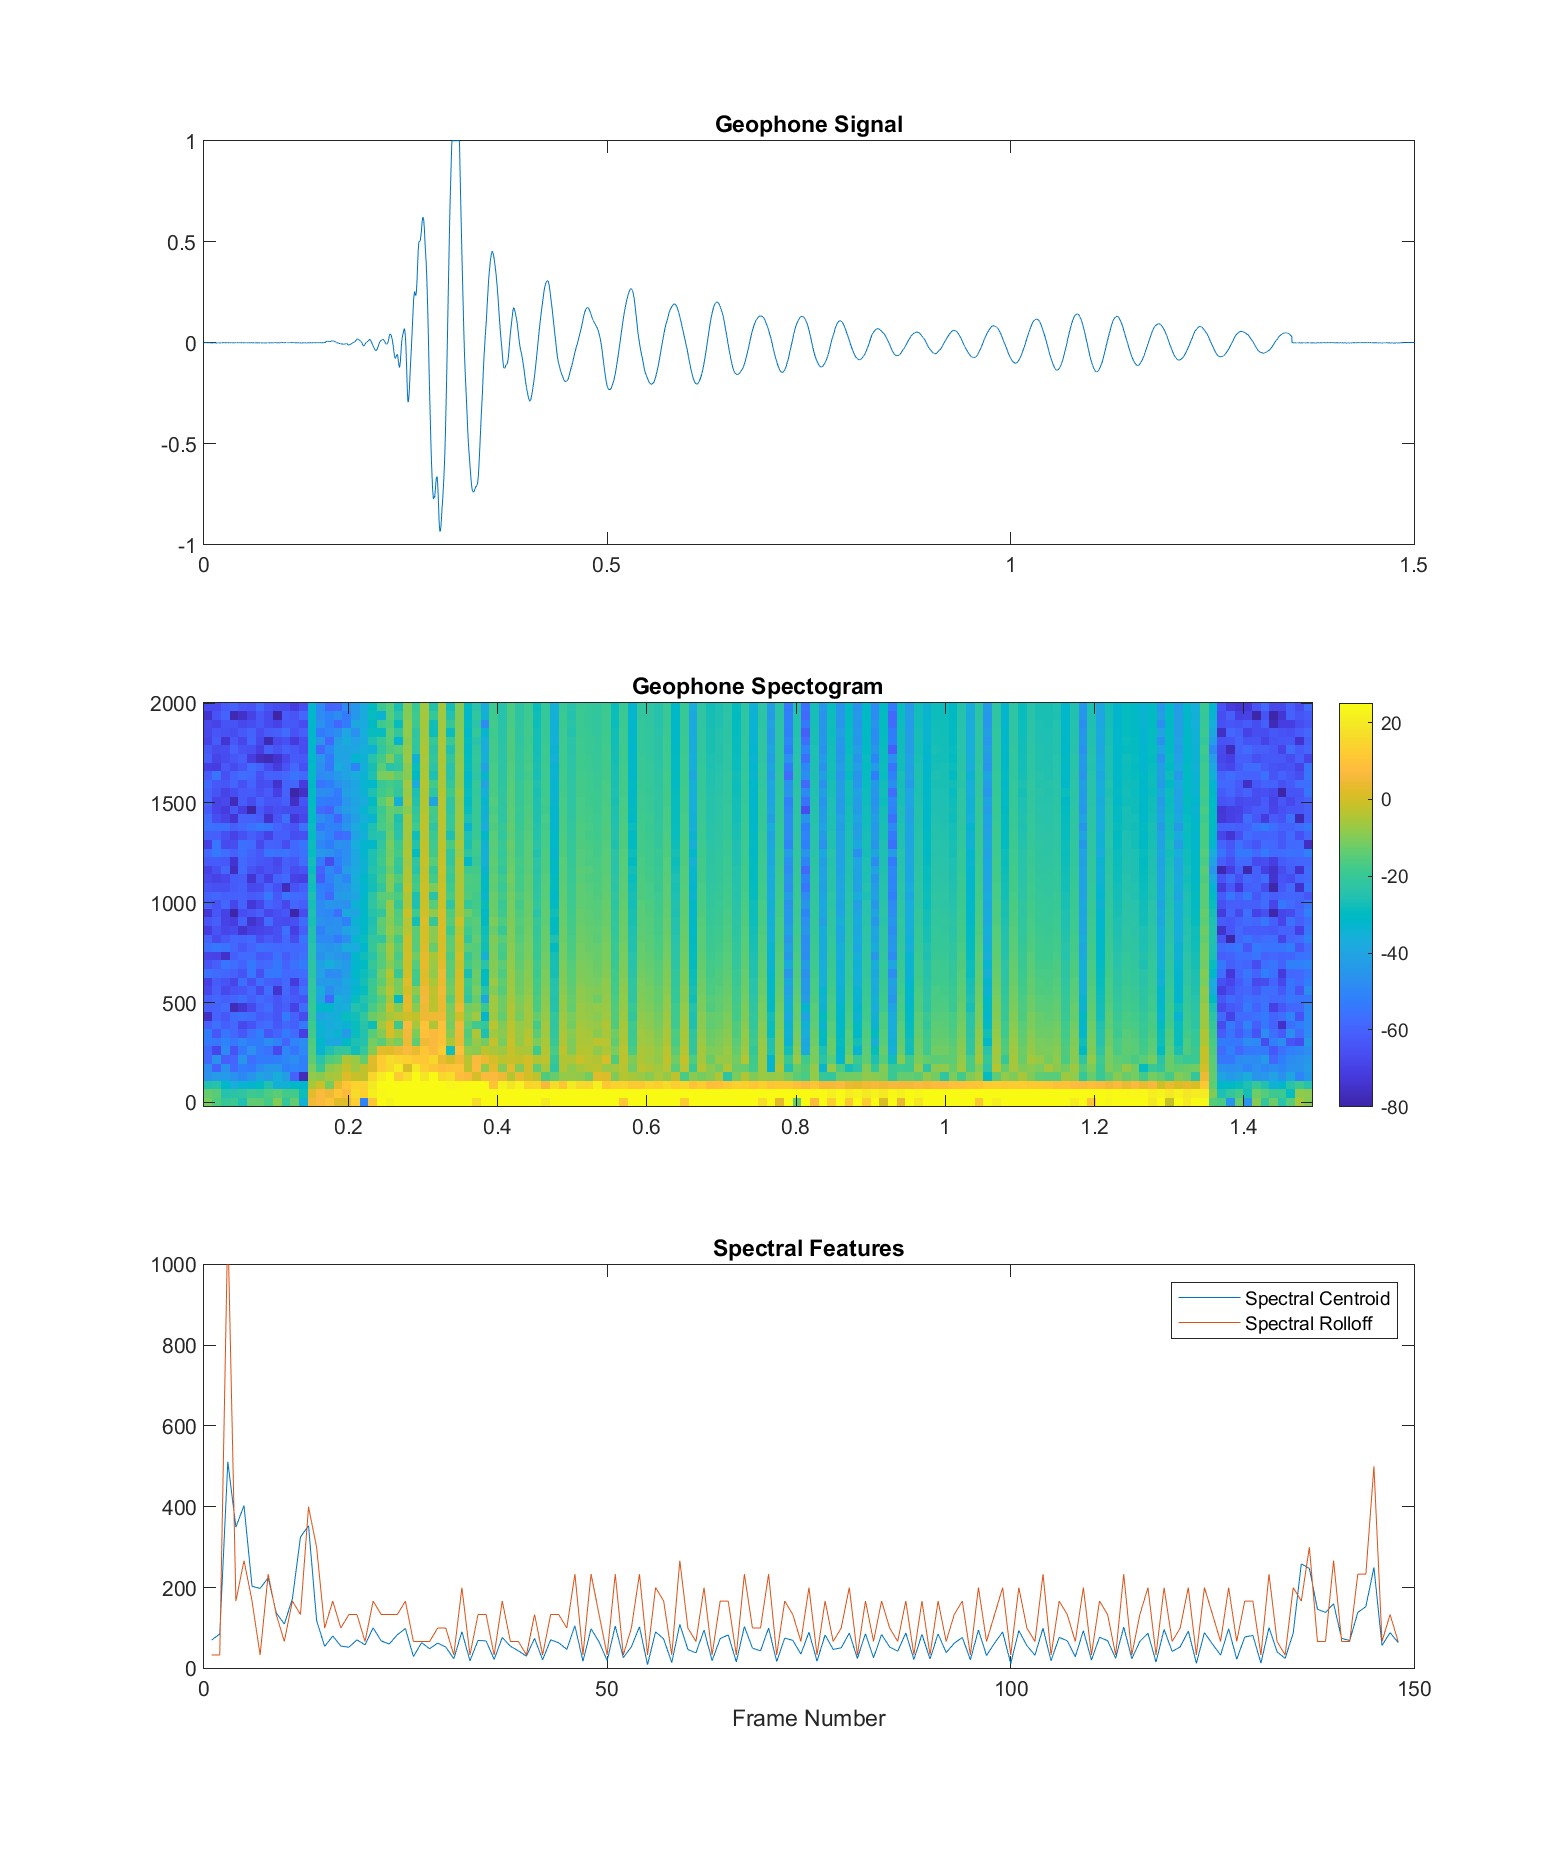 Geophone Signal
1
0.5
0
-0.5
-1
0 0.5 1 1.5
Geophone Spectogram
2000
1500
1000
500
0
20
0
-20
-40
-60
-80
0.2 0.4 0.6 0.8 1 1.2 1.4
Spectral Features
1000
800
600
400
200
0
Spectral Centroid
Spectral Rolloff
0 50 100 150
Frame Number